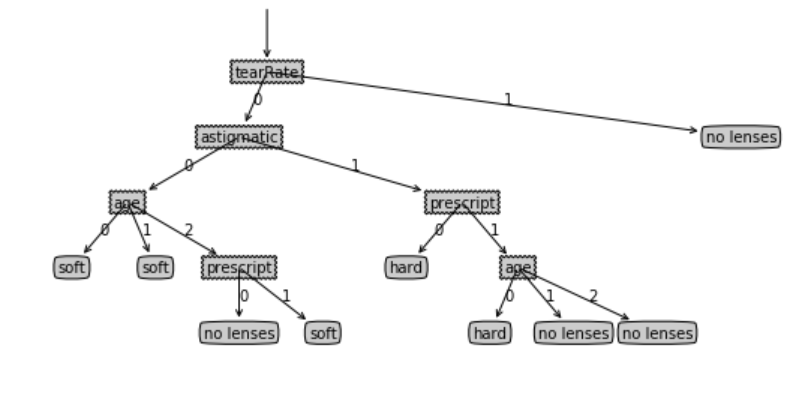 tearRate
0
1
astigmatic
no lenses
0
1
age
prescript
0
1
2
0
1
soft
soft
prescript
hard
age
0
1
0
1
2
no lenses
soft
hard
no lenses
no lenses